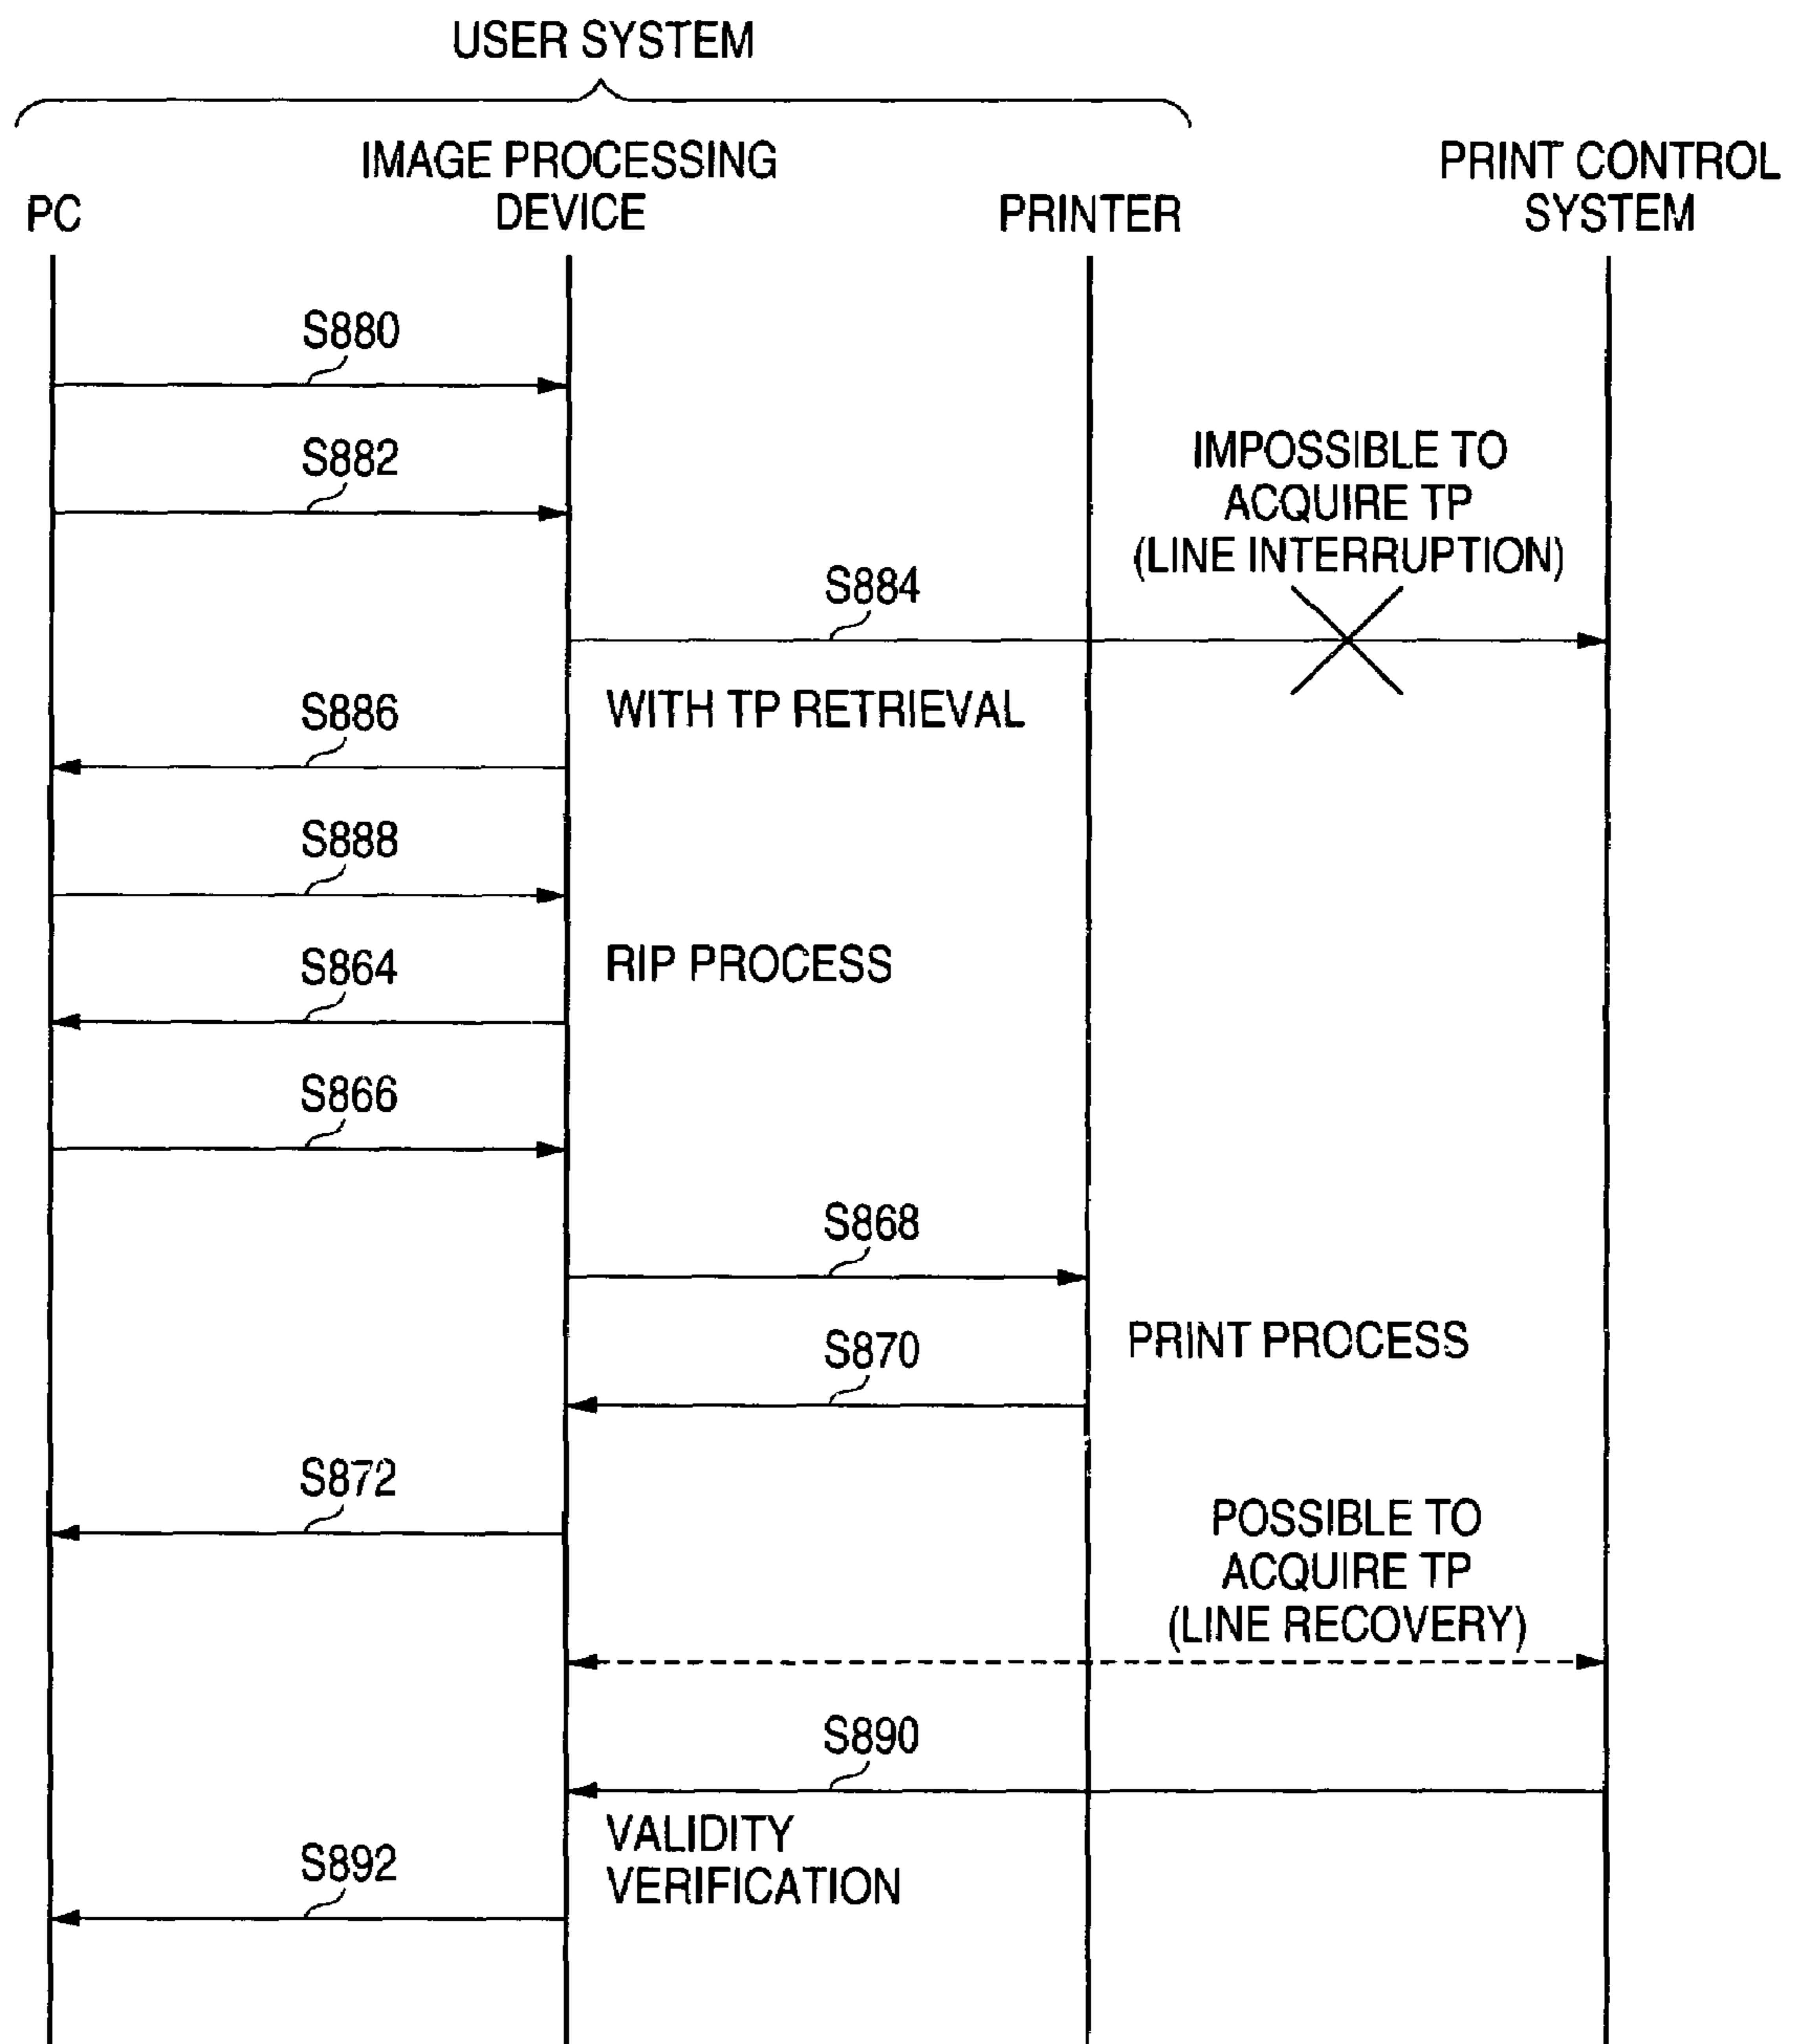 USER SYSTEM
IMAGE PROCESSING
DEVICE
PRINT CONTROL
SYSTEM
PC
PRINTER
S880
S882
IMPOSSIBLE TO
ACQUIRE TP
(LINE INTERRUPTION)
S884
S886
WITH TP RETRIEVAL
S888
S864
RIP PROCESS
S866
S868
S870
PRINT PROCESS
S872
POSSIBLE TO
ACQUIRE TP
(LINE RECOVERY)
S890
VALIDITY
VERIFICATION
S892